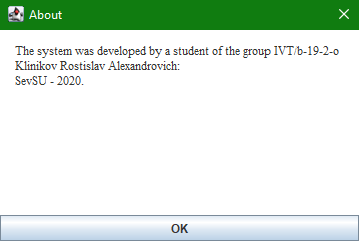 About
The system was developed by a student of the group IVT/b-19-2-o
Klinikov Rostislav Alexandrovich:
SevSU - 2020.
OK